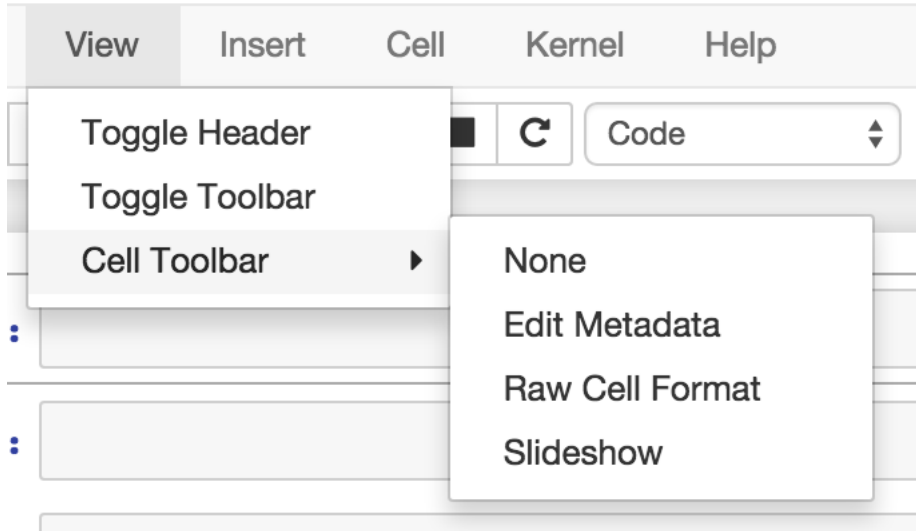 View Insert Cell Kernel Help
Toggle Header
Code
Toggle Toolbar
Cell Toolbar
None
Edit Metadata
Raw Cell Format
Slideshow
:
: